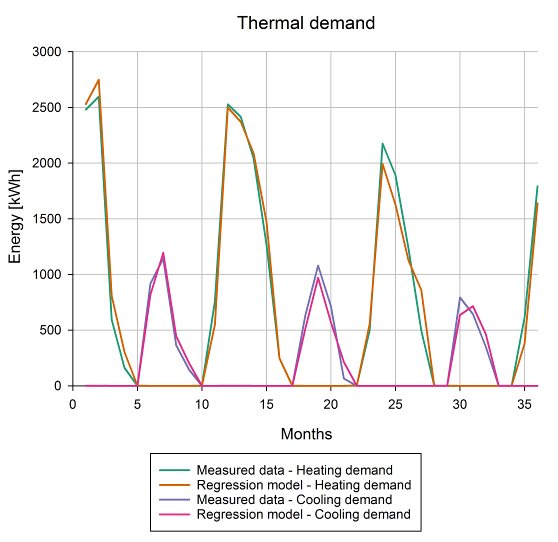 Thermal demand
3000
2500
2000
1500
1000
500
0
Energy [kWh]
0 5 10 15 20 25 30 35
Months
Measured data - Heating demand
Regression model - Heating demand
Measured data - Cooling demand
Regression model - Cooling demand